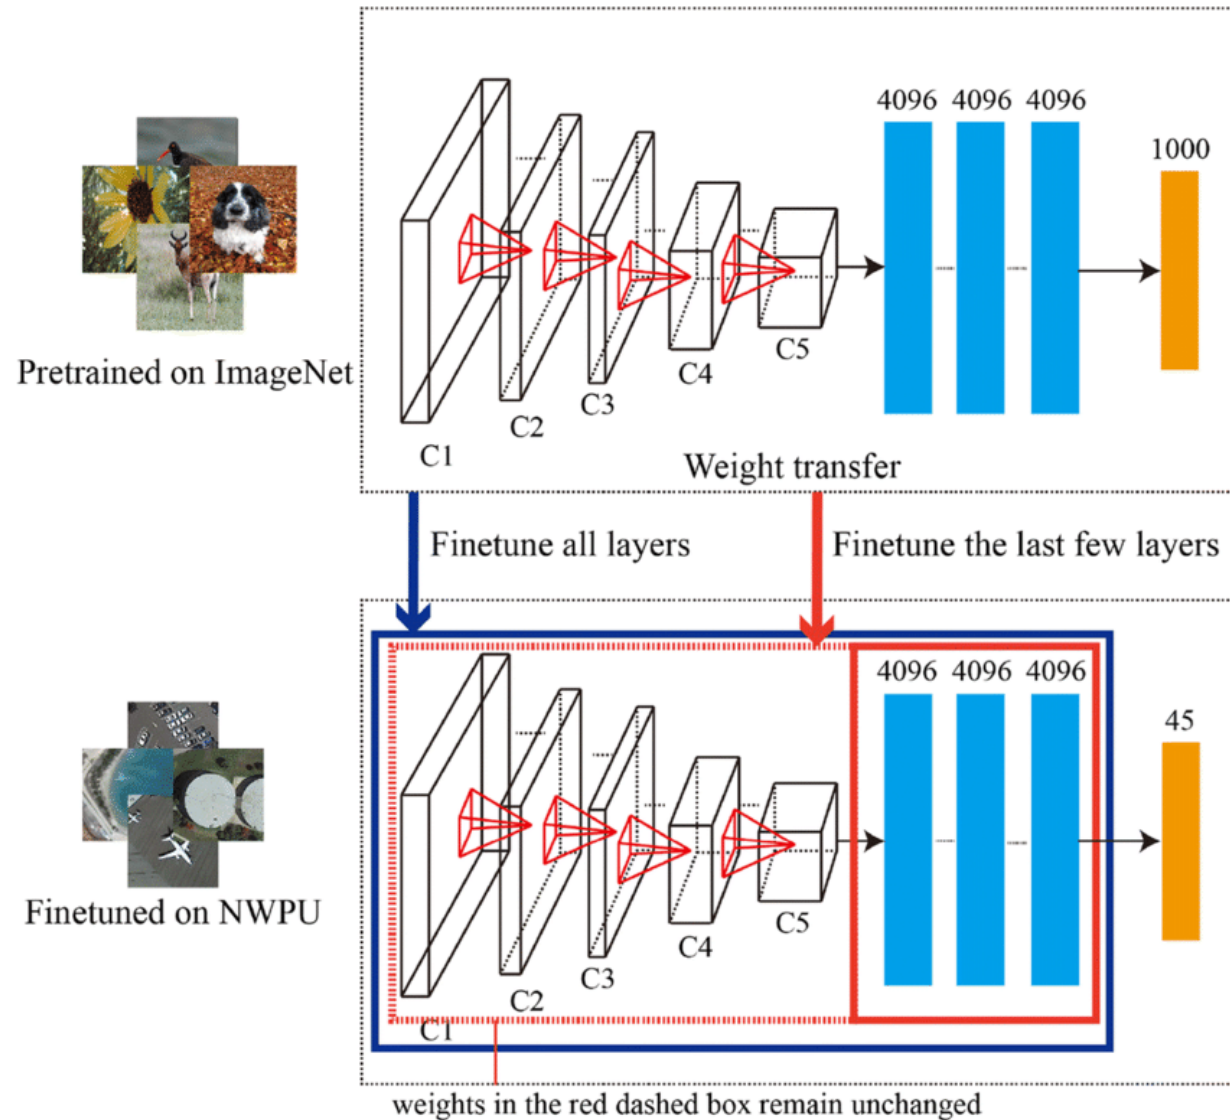 4096 4096 4096
1000
Pretrained on ImageNet
C5
C4
C3
C2
C1
Weight transfer
Finetune all layers
Finetune the last few layers
4096 4096 4096
45
Finetuned on NWPU
C5
C4
C3
C2
C1
weights in the red dashed box remain unchanged